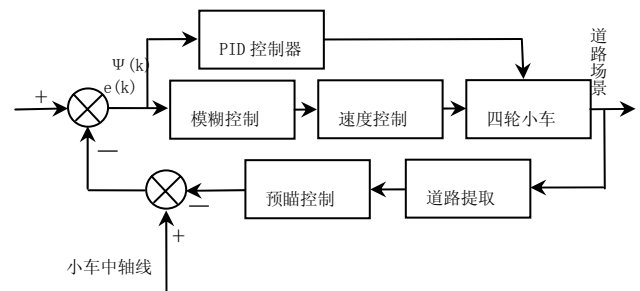 PID 控制器
Ψ(k)
e(k)
+
模糊控制
速度控制
四轮小车
道路场景
—
预瞄控制
道路提取
—
+
小车中轴线